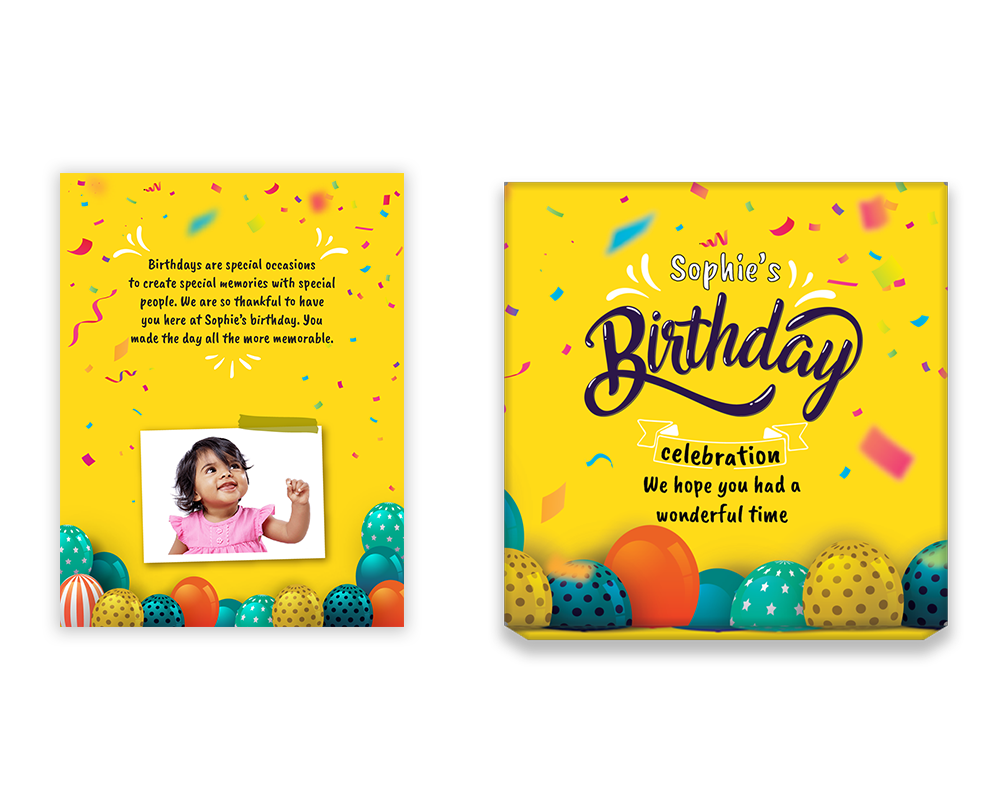 Birthdays are special occasions
to create special memories with special
people. We are so thankful to have
you here at Sophie's birthday. You
made the day all the more memorable.
Sophie's
Birthday
celebration
We hope you had a
wonderful time